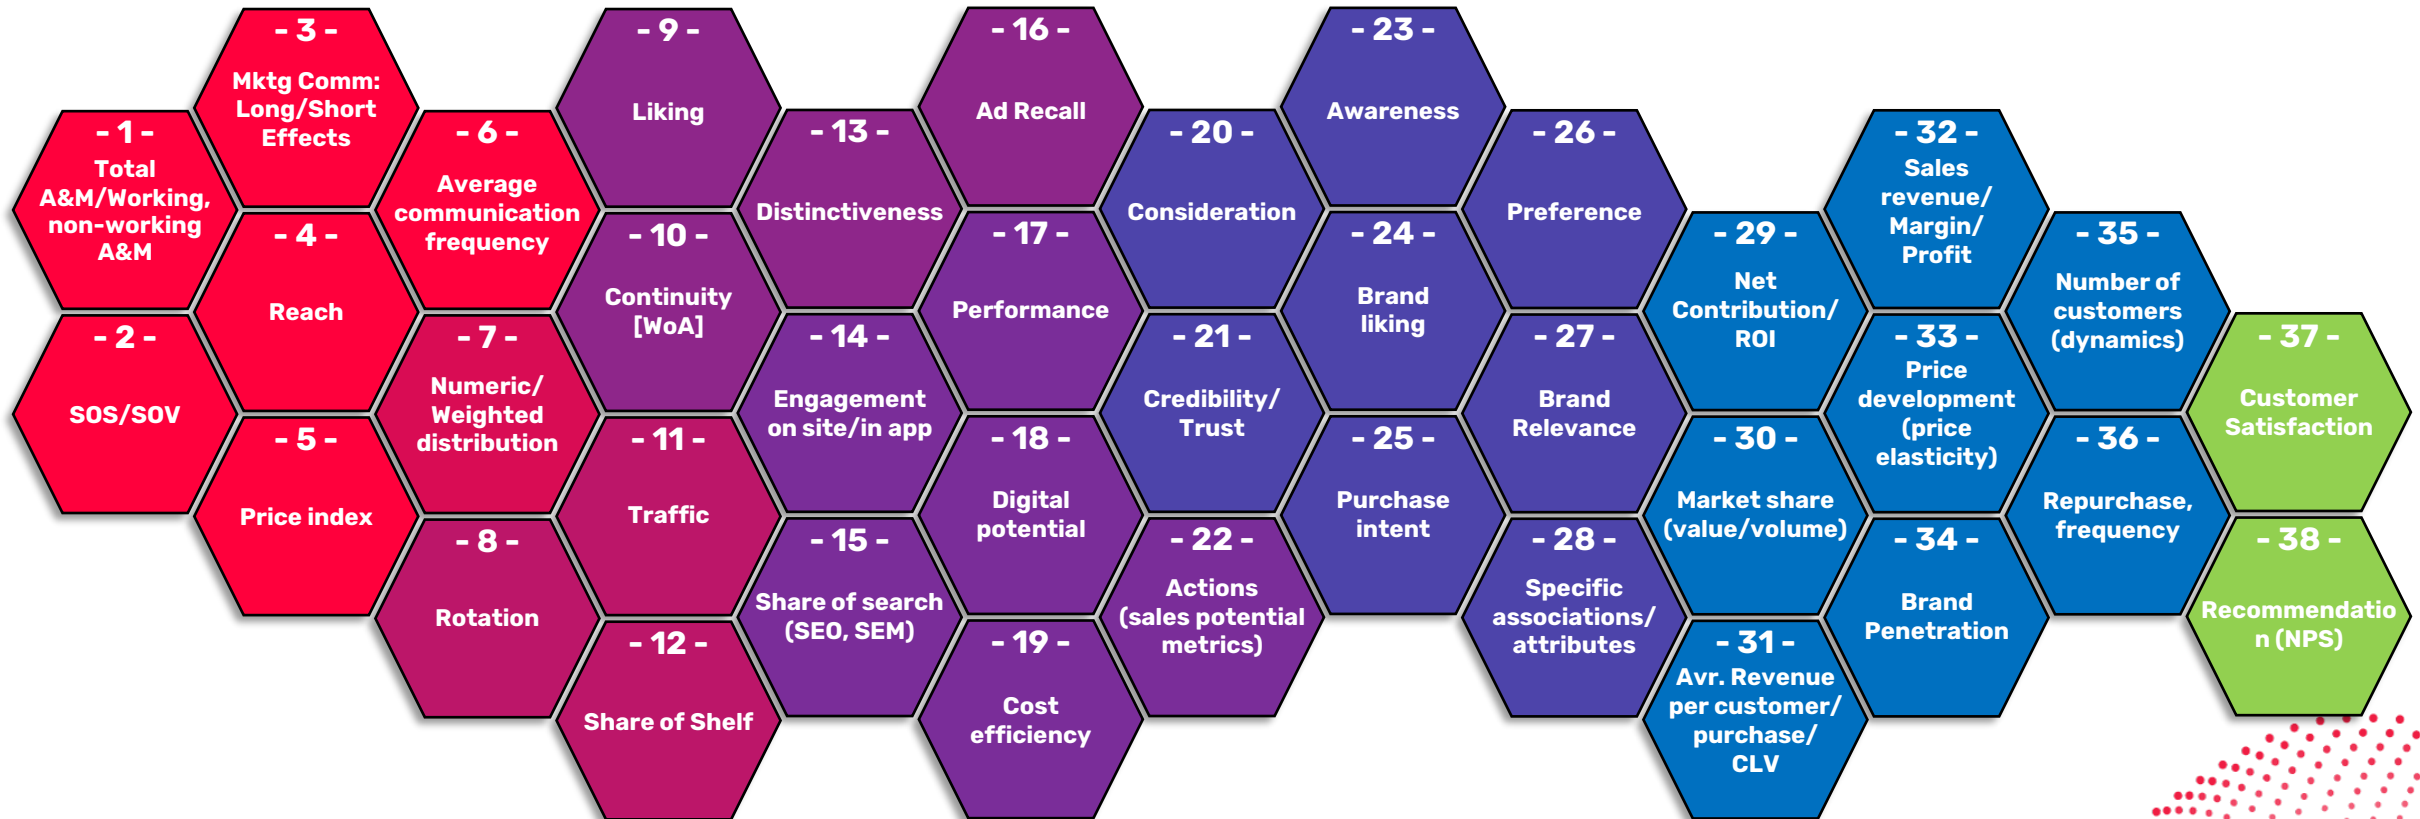 - 1 -
Total
A&M/Working,
non-working
A&M
- 2 -
SOS/SOV
- 3 -
Mktg Comm:
Long/Short
Effects
- 4 -
Reach
- 5 -
Price index
- 6 -
Average
communication
frequency
- 7 -
Numeric/
Weighted
distribution
- 8 -
Rotation
- 9 -
Liking
- 10 -
Continuity
[WoA]
- 11 -
Traffic
- 12 -
Share of Shelf
- 13 -
Distinctiveness
- 14 -
Engagement
on site/in app
- 15 -
Share of search
(SEO, SEM)
- 16 -
Ad Recall
- 17 -
Performance
- 18 -
Digital
potential
- 19 -
Cost
efficiency
- 20 -
Consideration
- 21 -
Credibility/
Trust
- 22 -
Actions
(sales potential
metrics)
- 23 -
Awareness
- 24 -
Brand
liking
- 25 -
Purchase
intent
- 26 -
Preference
- 27 -
Brand
Relevance
- 28 -
Specific
associations/
attributes
- 29 -
Net
Contribution/
ROI
- 30 -
Market share
(value/volume)
- 31 -
Avr. Revenue
per customer/
purchase/
CLV
- 32 -
Sales
revenue/
Margin/
Profit
- 33 -
Price
development
(price
elasticity)
- 34 -
Brand
Penetration
- 35 -
Number of
customers
(dynamics)
- 36 -
Repurchase,
frequency
- 37 -
Customer
Satisfaction
- 38 -
Recommendatio
n (NPS)